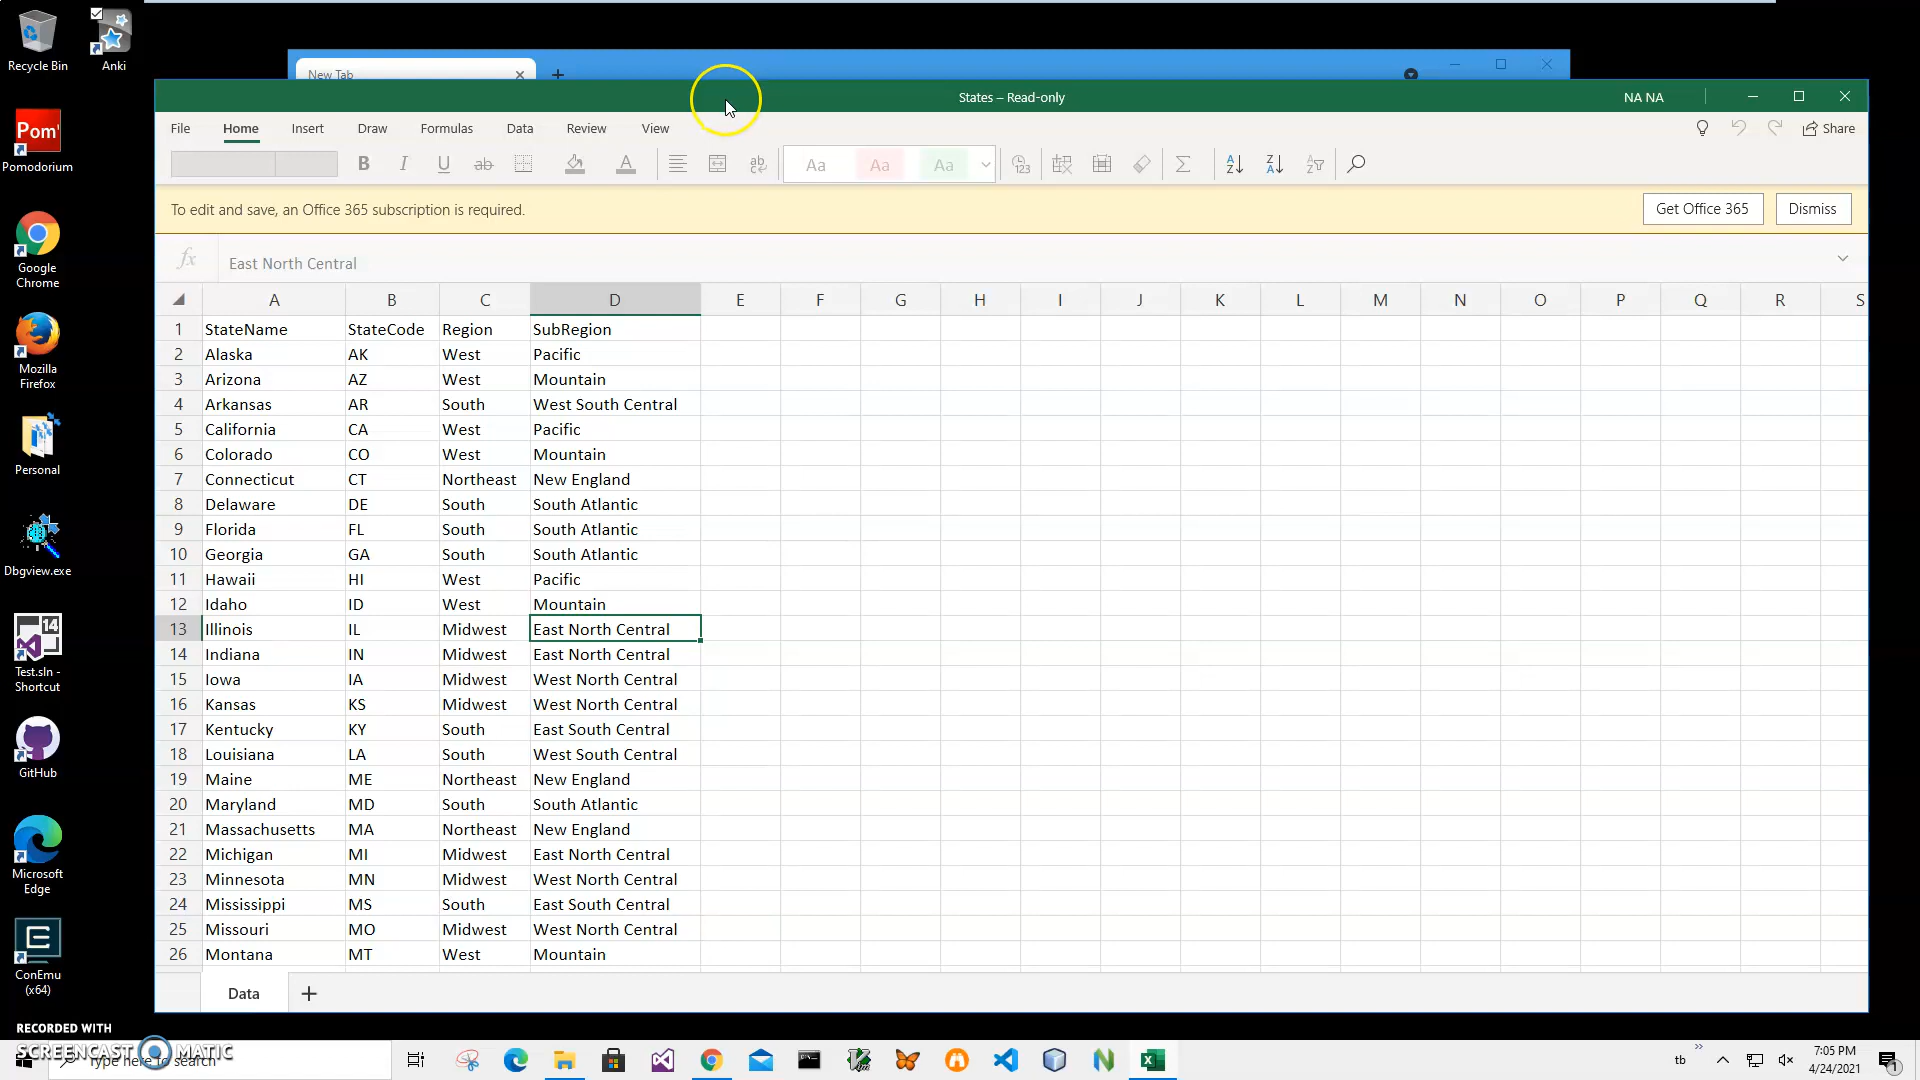 Recycle Bin
Anki
Pom'
Pomodorium
Google
Chrome
Mozilla
Firefox
Personal
Dbgview.exe
14
Test.sln -
Shortcut
GitHub
Microsoft
Edge
ConEmu
(x64)
New Tab
States – Read-only
NA NA
File Home Insert Draw Formulas Data Review View
Share
B I U ab ab Aa Aa Aa 123 Σ A Z Z A
To edit and save, an Office 365 subscription is required.
Get Office 365
Dismiss
fx East North Central
A B C D E F G H I J K L M N O P Q R S
1 StateName StateCode Region SubRegion
2 Alaska AK West Pacific
3 Arizona AZ West Mountain
4 Arkansas AR South West South Central
5 California CA West Pacific
6 Colorado CO West Mountain
7 Connecticut CT Northeast New England
8 Delaware DE South South Atlantic
9 Florida FL South South Atlantic
10 Georgia GA South South Atlantic
11 Hawaii HI West Pacific
12 Idaho ID West Mountain
13 Illinois IL Midwest East North Central
14 Indiana IN Midwest East North Central
15 Iowa IA Midwest West North Central
16 Kansas KS Midwest West North Central
17 Kentucky KY South East South Central
18 Louisiana LA South West South Central
19 Maine ME Northeast New England
20 Maryland MD South South Atlantic
21 Massachusetts MA Northeast New England
22 Michigan MI Midwest East North Central
23 Minnesota MN Midwest West North Central
24 Mississippi MS South East South Central
25 Missouri MO Midwest West North Central
26 Montana MT West Mountain
Data
RECORDED WITH
SCREENCAST MATIC
Type here to search
tb
7:05 PM
4/24/2021
1